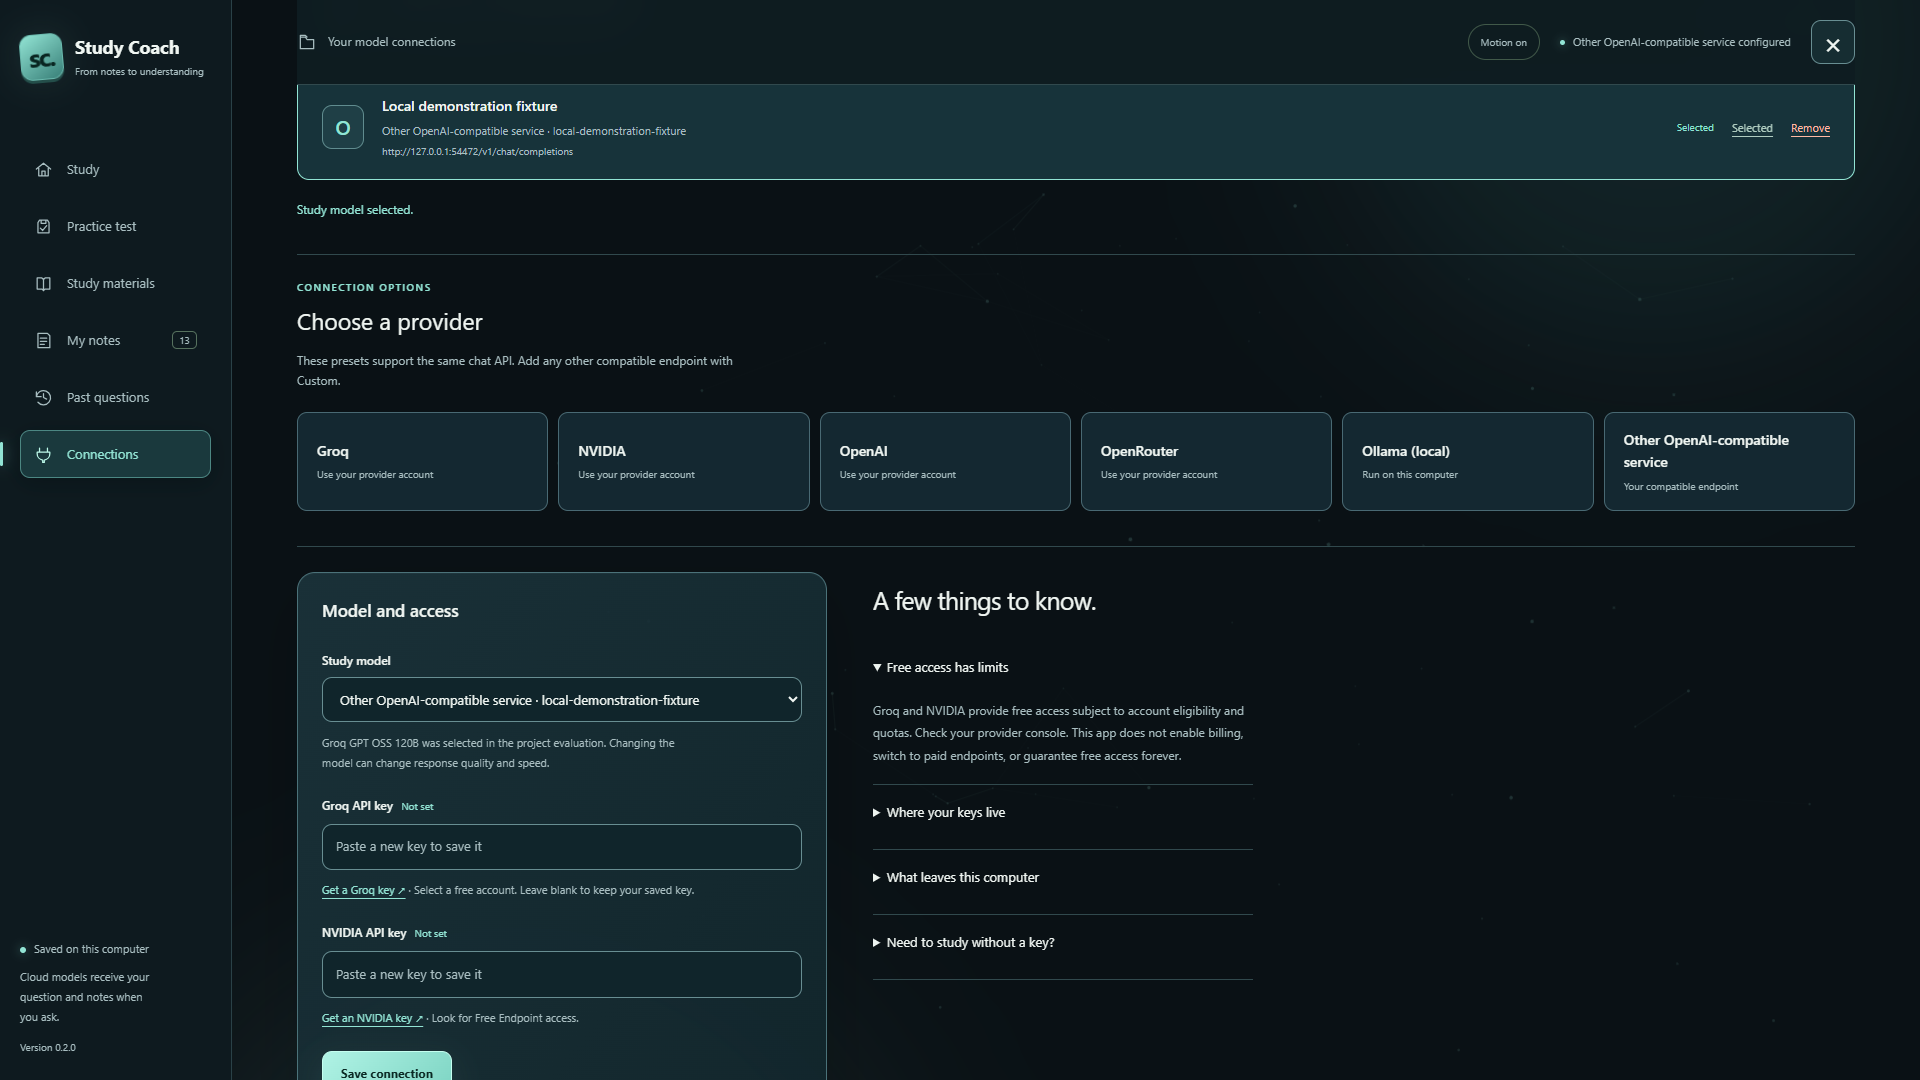 SC.
Study Coach
From notes to understanding
Study
Practice test
Study materials
My notes 13
Past questions
Connections
Saved on this computer
Cloud models receive your
question and notes when
you ask.
Version 0.2.0
Your model connections
Motion on
Other OpenAI-compatible service configured
O
Local demonstration fixture
Other OpenAI-compatible service · local-demonstration-fixture
http://127.0.0.1:54472/v1/chat/completions
Selected Selected Remove
Study model selected.
CONNECTION OPTIONS
Choose a provider
These presets support the same chat API. Add any other compatible endpoint with
Custom.
Groq
Use your provider account
NVIDIA
Use your provider account
OpenAI
Use your provider account
OpenRouter
Use your provider account
Ollama (local)
Run on this computer
Other OpenAI-compatible
service
Your compatible endpoint
Model and access
Study model
Other OpenAI-compatible service · local-demonstration-fixture
Groq GPT OSS 120B was selected in the project evaluation. Changing the
model can change response quality and speed.
Groq API key Not set
Paste a new key to save it
Get a Groq key ↗ · Select a free account. Leave blank to keep your saved key.
NVIDIA API key Not set
Paste a new key to save it
Get an NVIDIA key ↗ · Look for Free Endpoint access.
Save connection
A few things to know.
Free access has limits
Groq and NVIDIA provide free access subject to account eligibility and
quotas. Check your provider console. This app does not enable billing,
switch to paid endpoints, or guarantee free access forever.
Where your keys live
What leaves this computer
Need to study without a key?